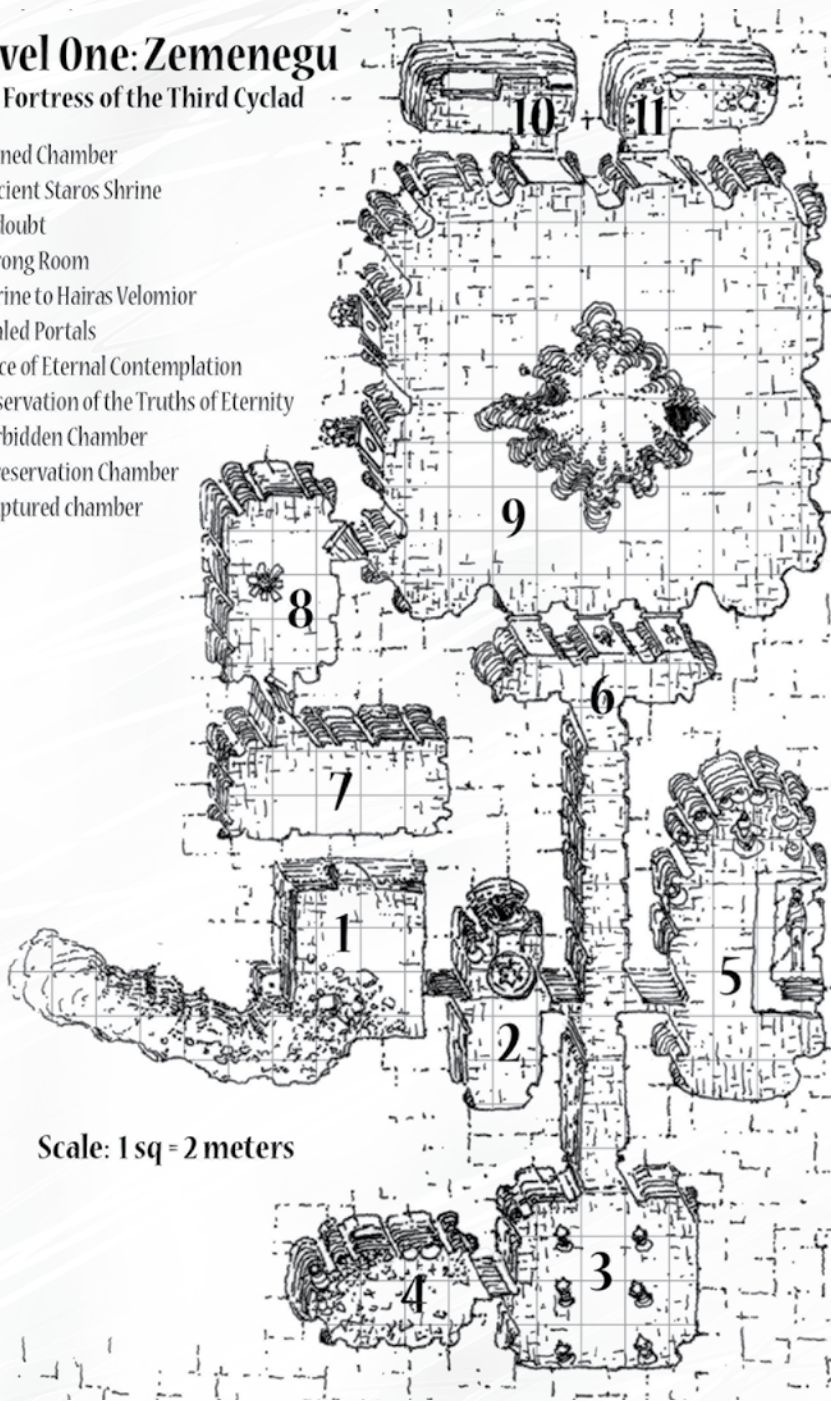 vel One: Zemenegu
Fortress of the Third Cyclad
ned Chamber
cient Staros Shrine
doubt
rong Room
rine to Hairas Velomior
aled Portals
ce of Eternal Contemplation
servation of the Truths of Eternity
rbidden Chamber
reservation Chamber
ptured chamber
10
11
9
8
6
7
1
5
2
Scale: 1 sq = 2 meters
3
4